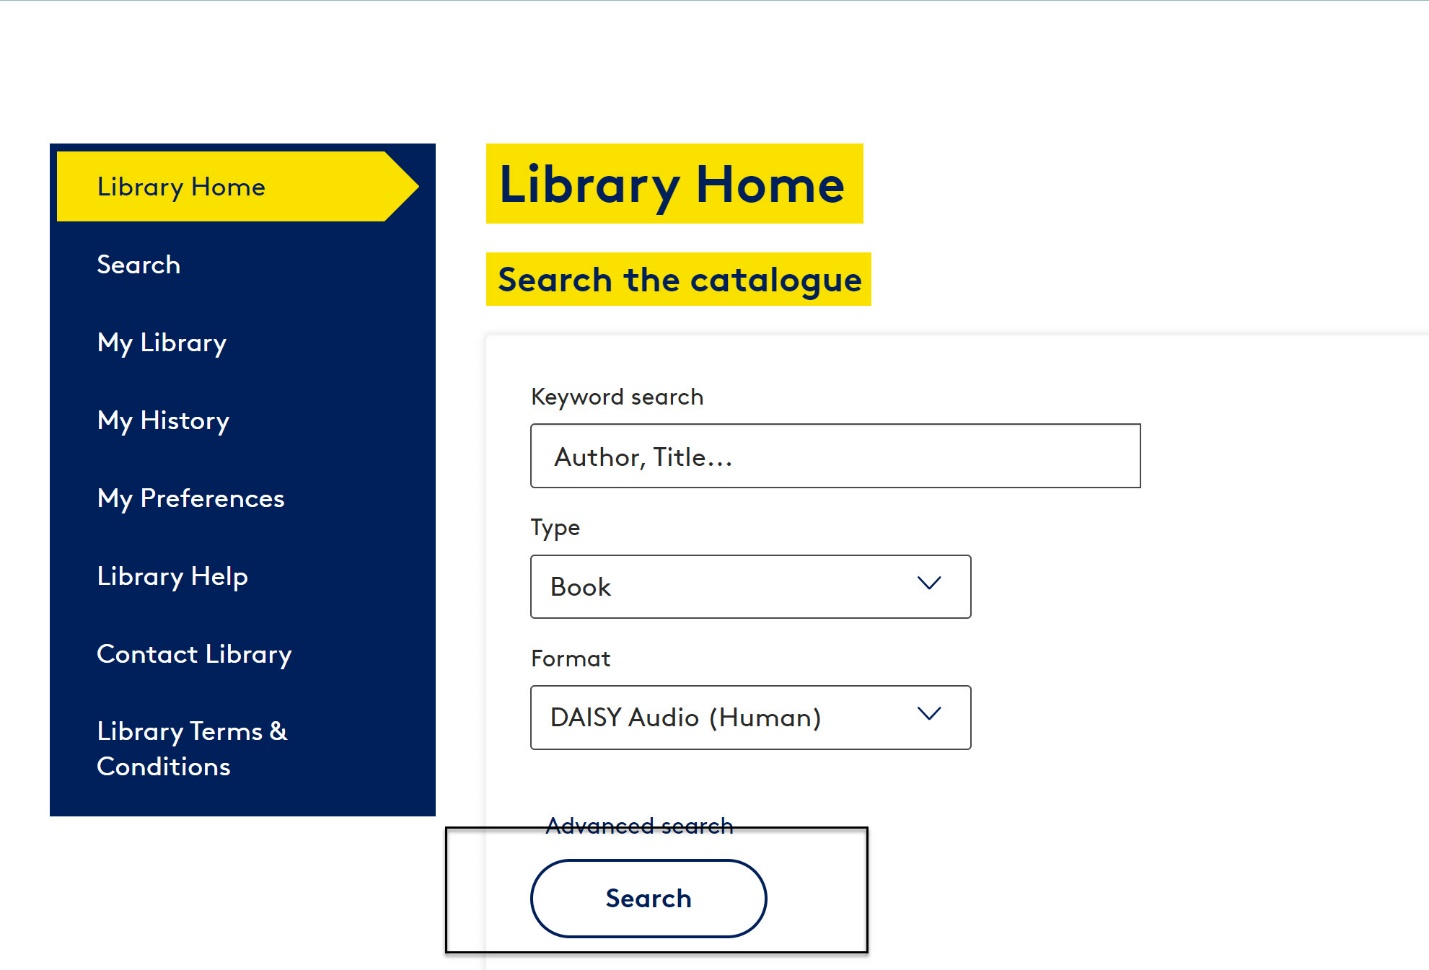 Library Home
Search
My Library
My History
My Preferences
Library Help
Contact Library
Library Terms &
Conditions
Library Home
Search the catalogue
Keyword search
Author, Title...
Type
Book
Format
DAISY Audio (Human)
Advanced search
Search